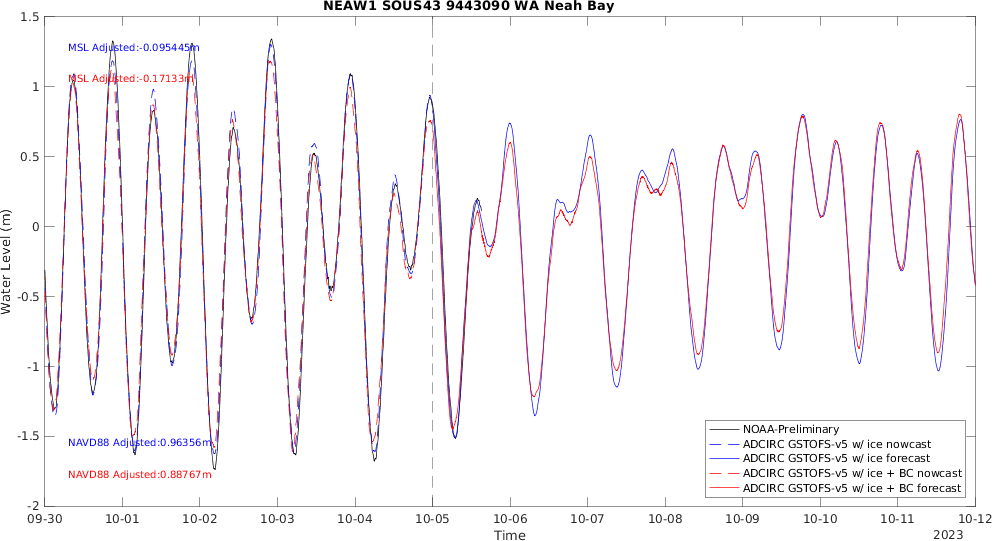 NEAW1 SOUS43 9443090 WA Neah Bay
MSL Adjusted:-0.095445m
MSL Adjusted:-0.17133m
NAVD88 Adjusted:0.96356m
NAVD88 Adjusted:0.88767m
Water Level (m)
1.5
1
0.5
0
-0.5
-1
-1.5
-2
NOAA-Preliminary
ADCIRC GSTOFS-v5 w/ ice nowcast
ADCIRC GSTOFS-v5 w/ ice forecast
ADCIRC GSTOFS-v5 w/ ice + BC nowcast
ADCIRC GSTOFS-v5 w/ ice + BC forecast
09-30 10-01 10-02 10-03 10-04 10-05 10-06 10-07 10-08 10-09 10-10 10-11 10-12
Time
2023